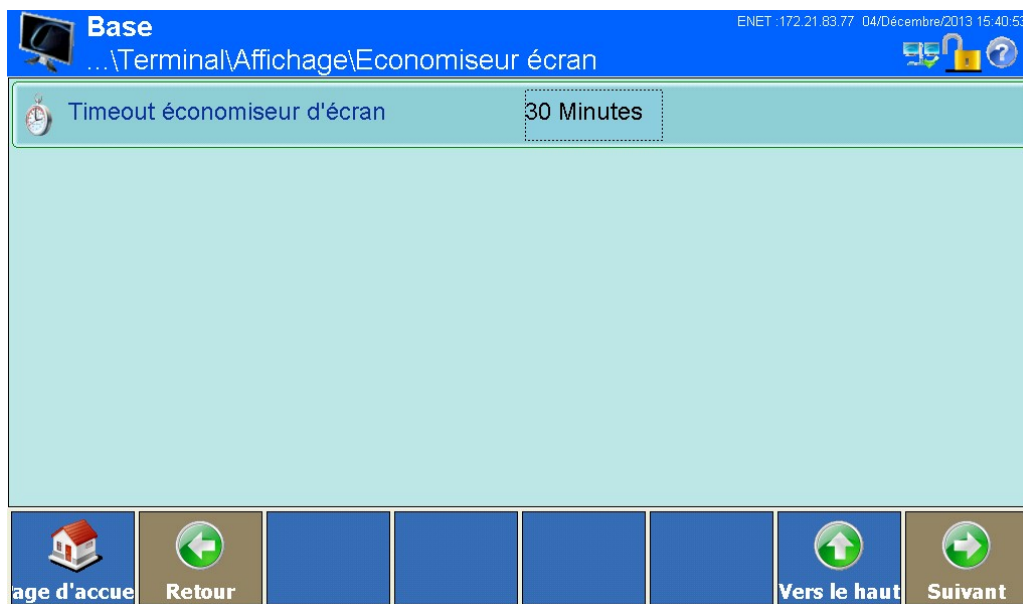 Base
ENET :172.21.83.77 04/Décembre/2013 15:40:53
...\Terminal\Affichage\Economiseur écran
Timeout économiseur d'écran 30 Minutes
age d'accue Retour Vers le haut Suivant